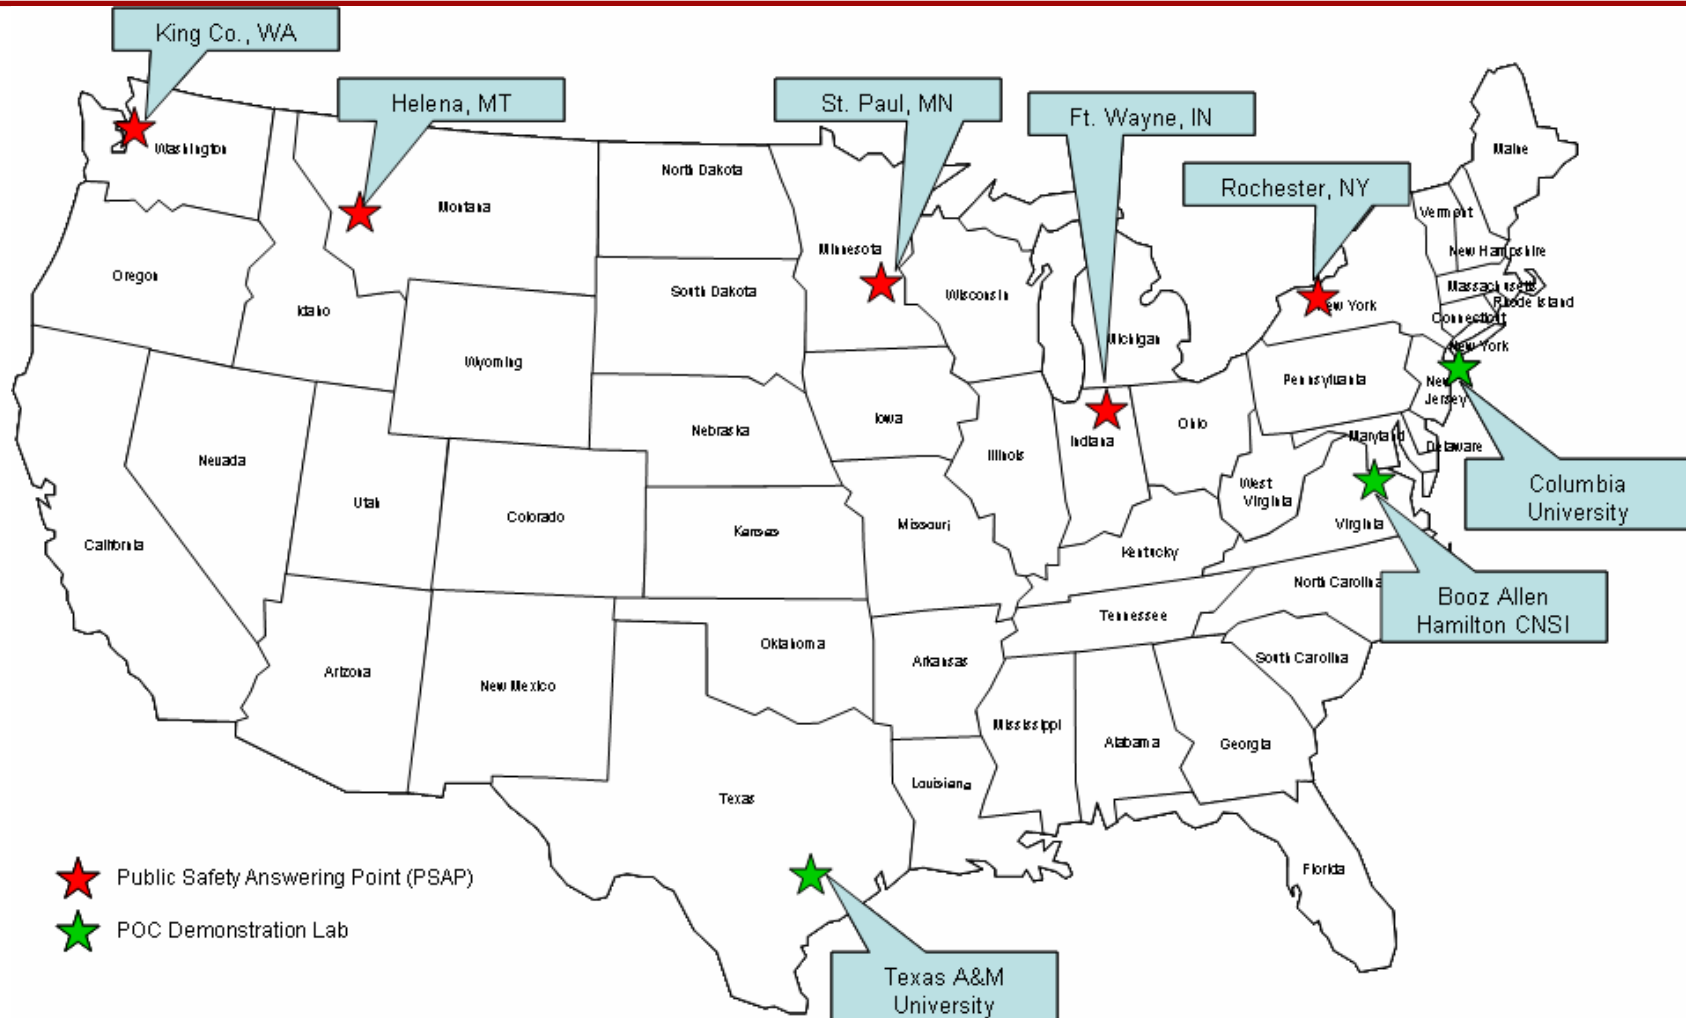 King Co., WA
Helena, MT
St. Paul, MN
Ft. Wayne, IN
Rochester, NY
Washington
Montana
North Dakota
Minnesota
Maine
Vermont
New Hampshire
Oregon
Idaho
South Dakota
Wisconsin
Michigan
New York
Massachusetts
Rhode Island
Connecticut
New York
Wyoming
Pennsylvania
New
Jersey
Nebraska
Iowa
Illinois
Indiana
Ohio
Maryland
Delaware
Nevada
Utah
Colorado
Kansas
Missouri
West
Virginia
Virginia
Columbia
University
California
Kentucky
North Carolina
Booz Allen
Hamilton CNSI
Arizona
New Mexico
Oklahoma
Arkansas
Tennessee
South Carolina
Mississippi
Alabama
Georgia
Texas
Louisiana
Florida
Public Safety Answering Point (PSAP)
POC Demonstration Lab
Texas A&M
University